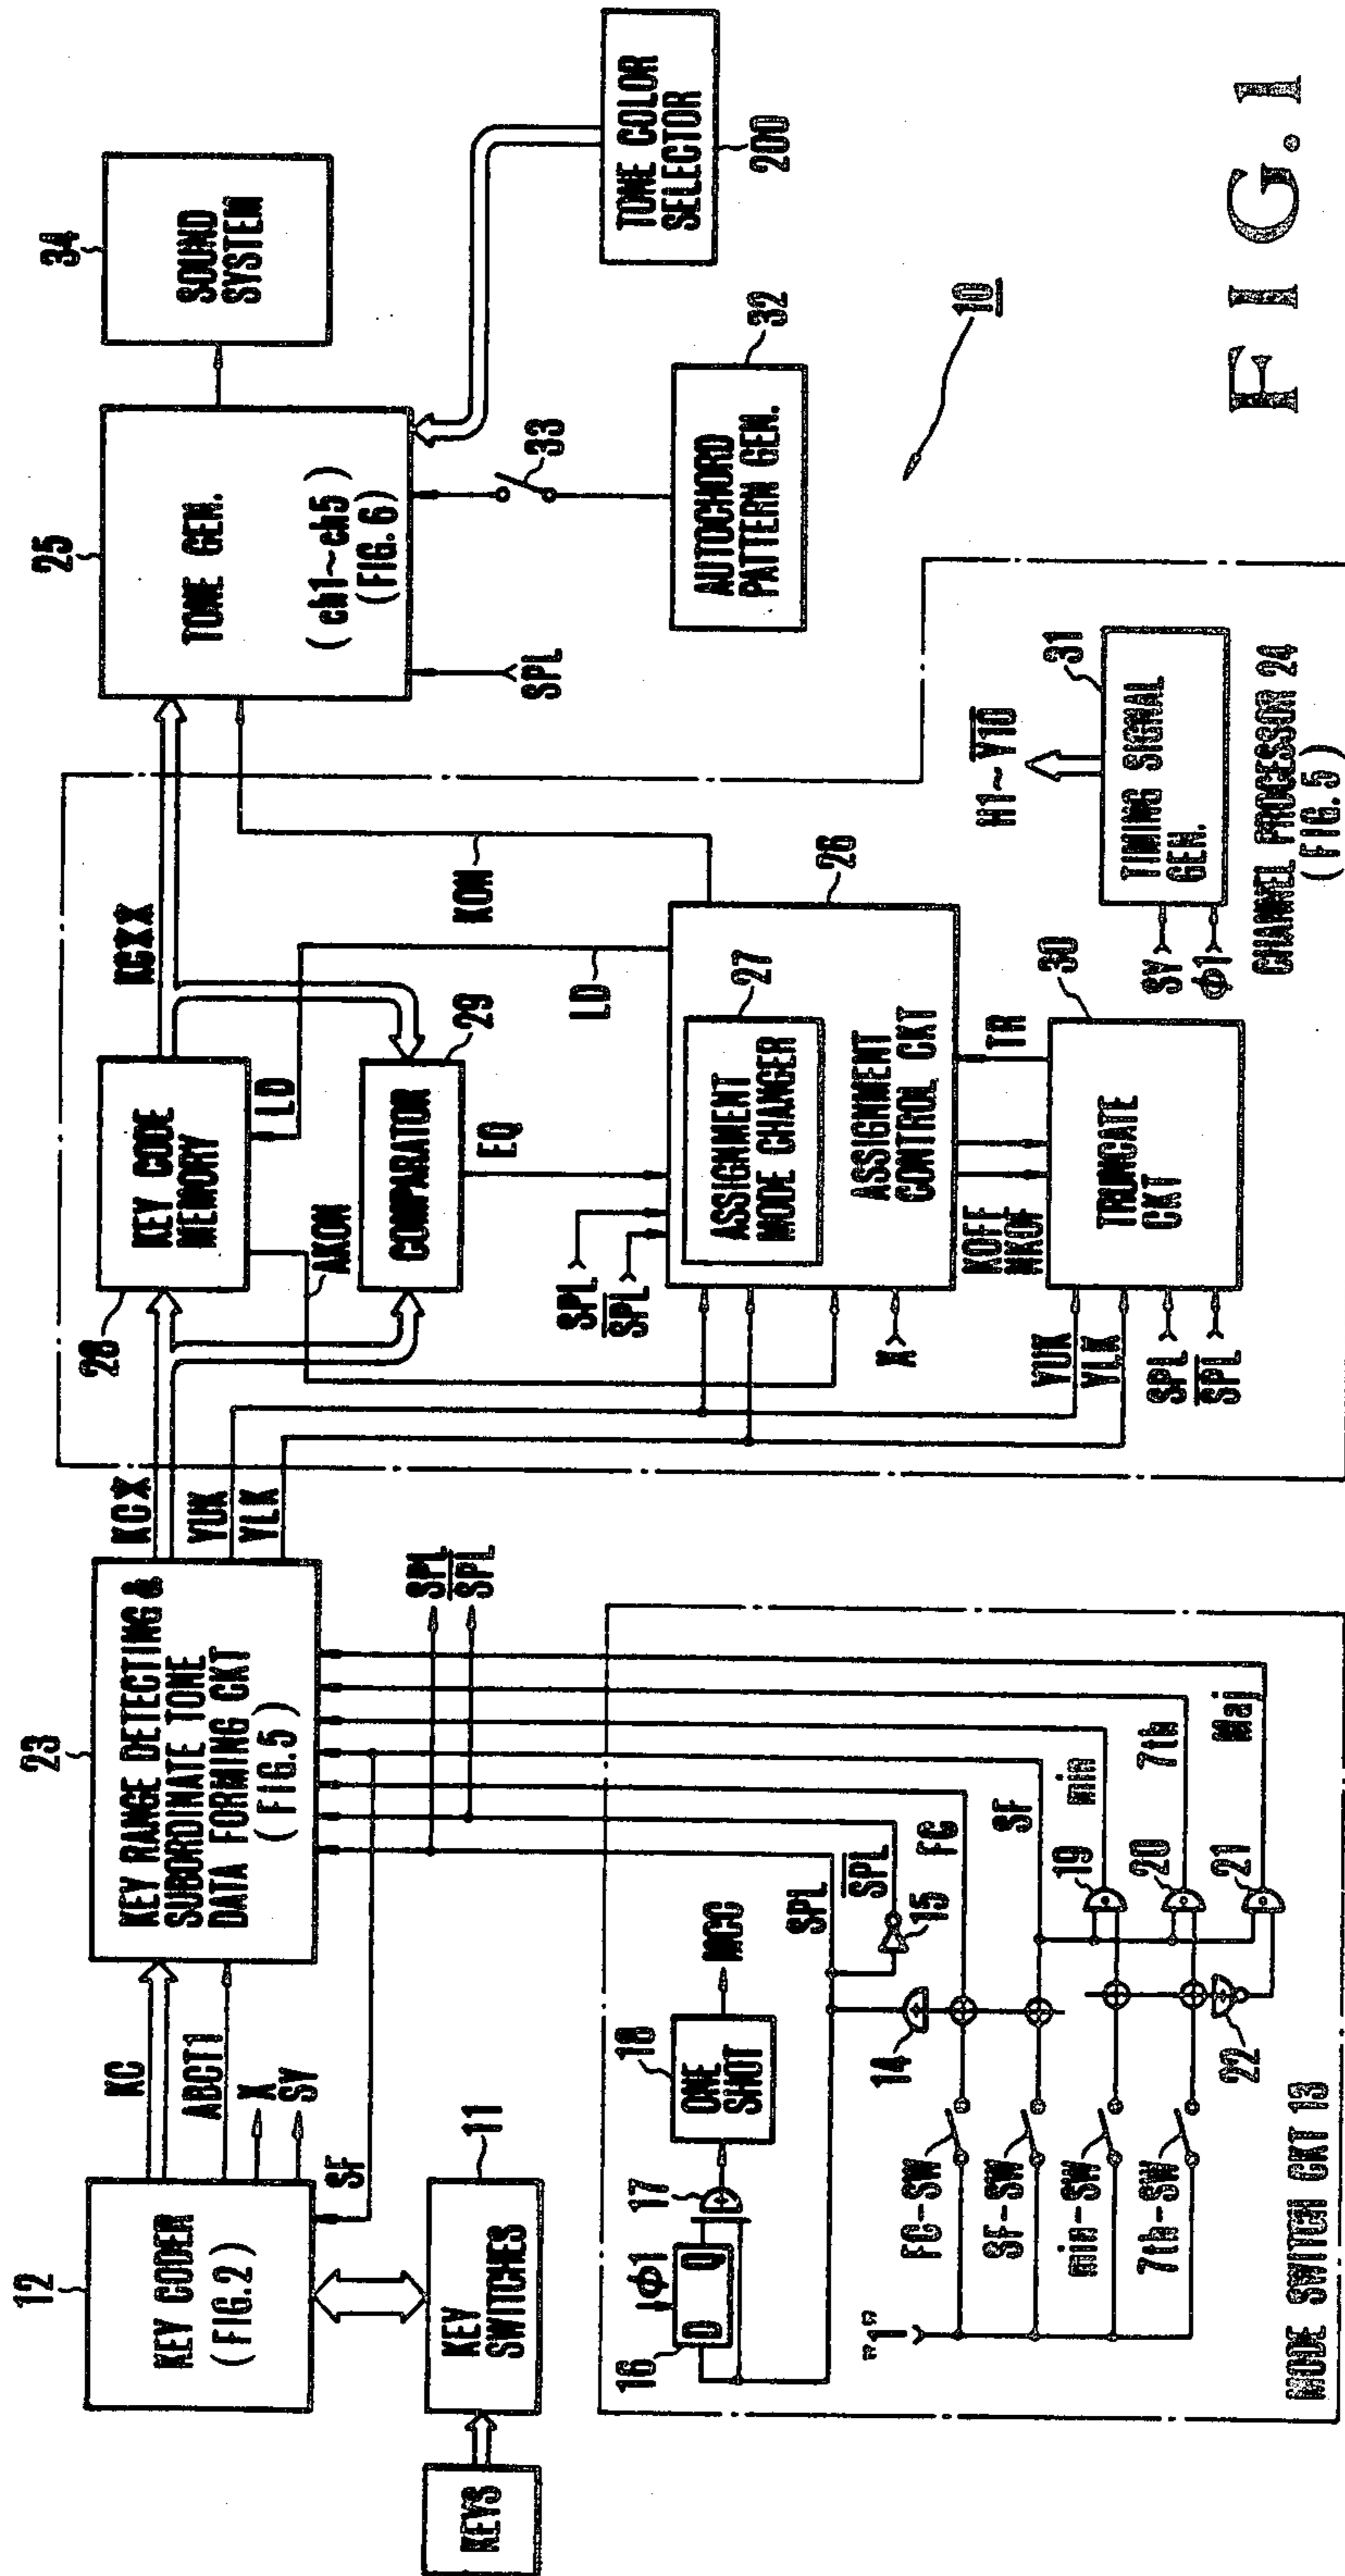 12
KEY CODER
(FIG.2)
KC
ABCT1
X
SY
SF
KEYS
KEY
SWITCHES
11
23
KEY RANGE DETECTING &
SUBORDINATE TONE
DATA FORMING CKT
(FIG.5)
KC*
YUK
YLK
SPL
SPL
28
KEY CODE
MEMORY
KC**
LD
AKON
COMPARATOR
29
EQ
LD
KON
SPL
SPL
ASSIGNMENT
MODE CHANGER
27
ASSIGNMENT
CONTROL CKT
26
X
YUK
YLK
KOFF
NKOF
TR
SPL
SPL
TRUNCATE
CKT
30
H1~V10
TIMING SIGNAL
GEN.
31
SY
Φ1
CHANNEL PROCESSOR 24
(FIG.5)
25
TONE GEN.
(ch1~ch5)
(FIG.6)
SPL
34
SOUND
SYSTEM
33
AUTOCHORD
PATTERN GEN.
32
TONE COLOR
SELECTOR
200
10
16
Φ1
D Q
17
18
ONE
SHOT
MCC
SPL
SPL
15
14
FC
SF
min
7th
Maj
19
20
21
22
"1"
FC-SW
SF-SW
min-SW
7th-SW
MODE SWITCH CKT 13
FIG.1